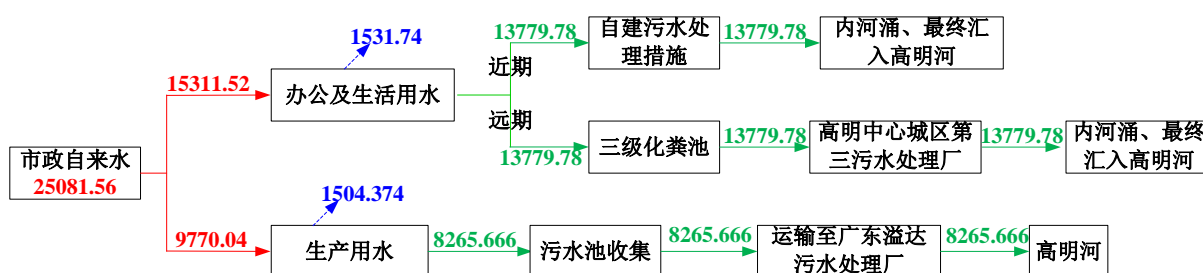 1531.74
13779.78
自建污水处
理措施
13779.78
内河涌、最终汇
入高明河
15311.52
办公及生活用水
近期
远期
市政自来水
25081.56
13779.78
三级化粪池
13779.78
高明中心城区第
三污水处理厂
13779.78
内河涌、最终
汇入高明河
1504.374
9770.04
生产用水
8265.666
污水池收集
8265.666
运输至广东溢达
污水处理厂
8265.666
高明河